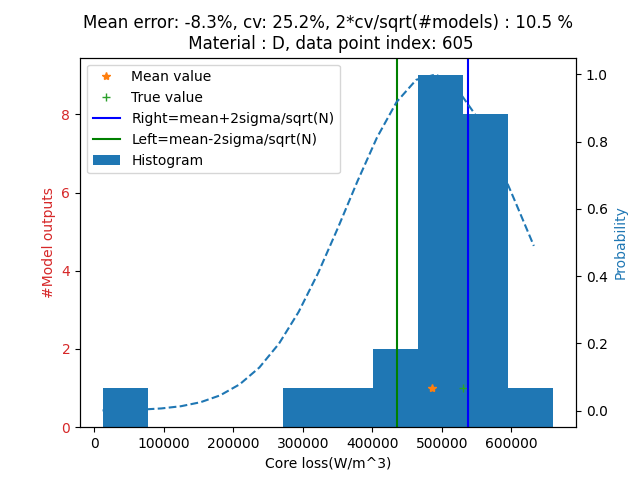 Mean error: -8.3%, cv: 25.2%, 2*cv/sqrt(#models) : 10.5 %
Material : D, data point index: 605
Mean value
True value
Right=mean+2sigma/sqrt(N)
Left=mean-2sigma/sqrt(N)
Histogram
#Model outputs
0
2
4
6
8
Probability
0.0
0.2
0.4
0.6
0.8
1.0
0 100000 200000 300000 400000 500000 600000
Core loss(W/m^3)